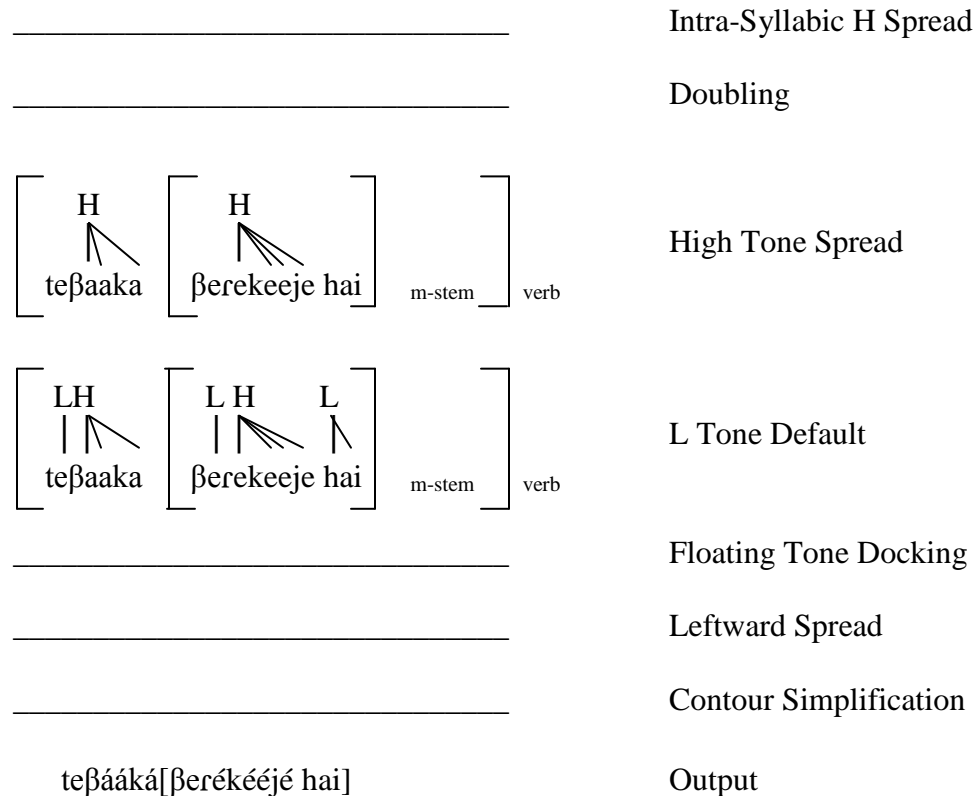 Intra-Syllabic H Spread
Doubling
H H
High Tone Spread
teβaaka βeɾekeeje hai m-stem verb
LH L H L
L Tone Default
teβaaka βeɾekeeje hai m-stem verb
Floating Tone Docking
Leftward Spread
Contour Simplification
teβááká[βeɾékééjé hai] Output